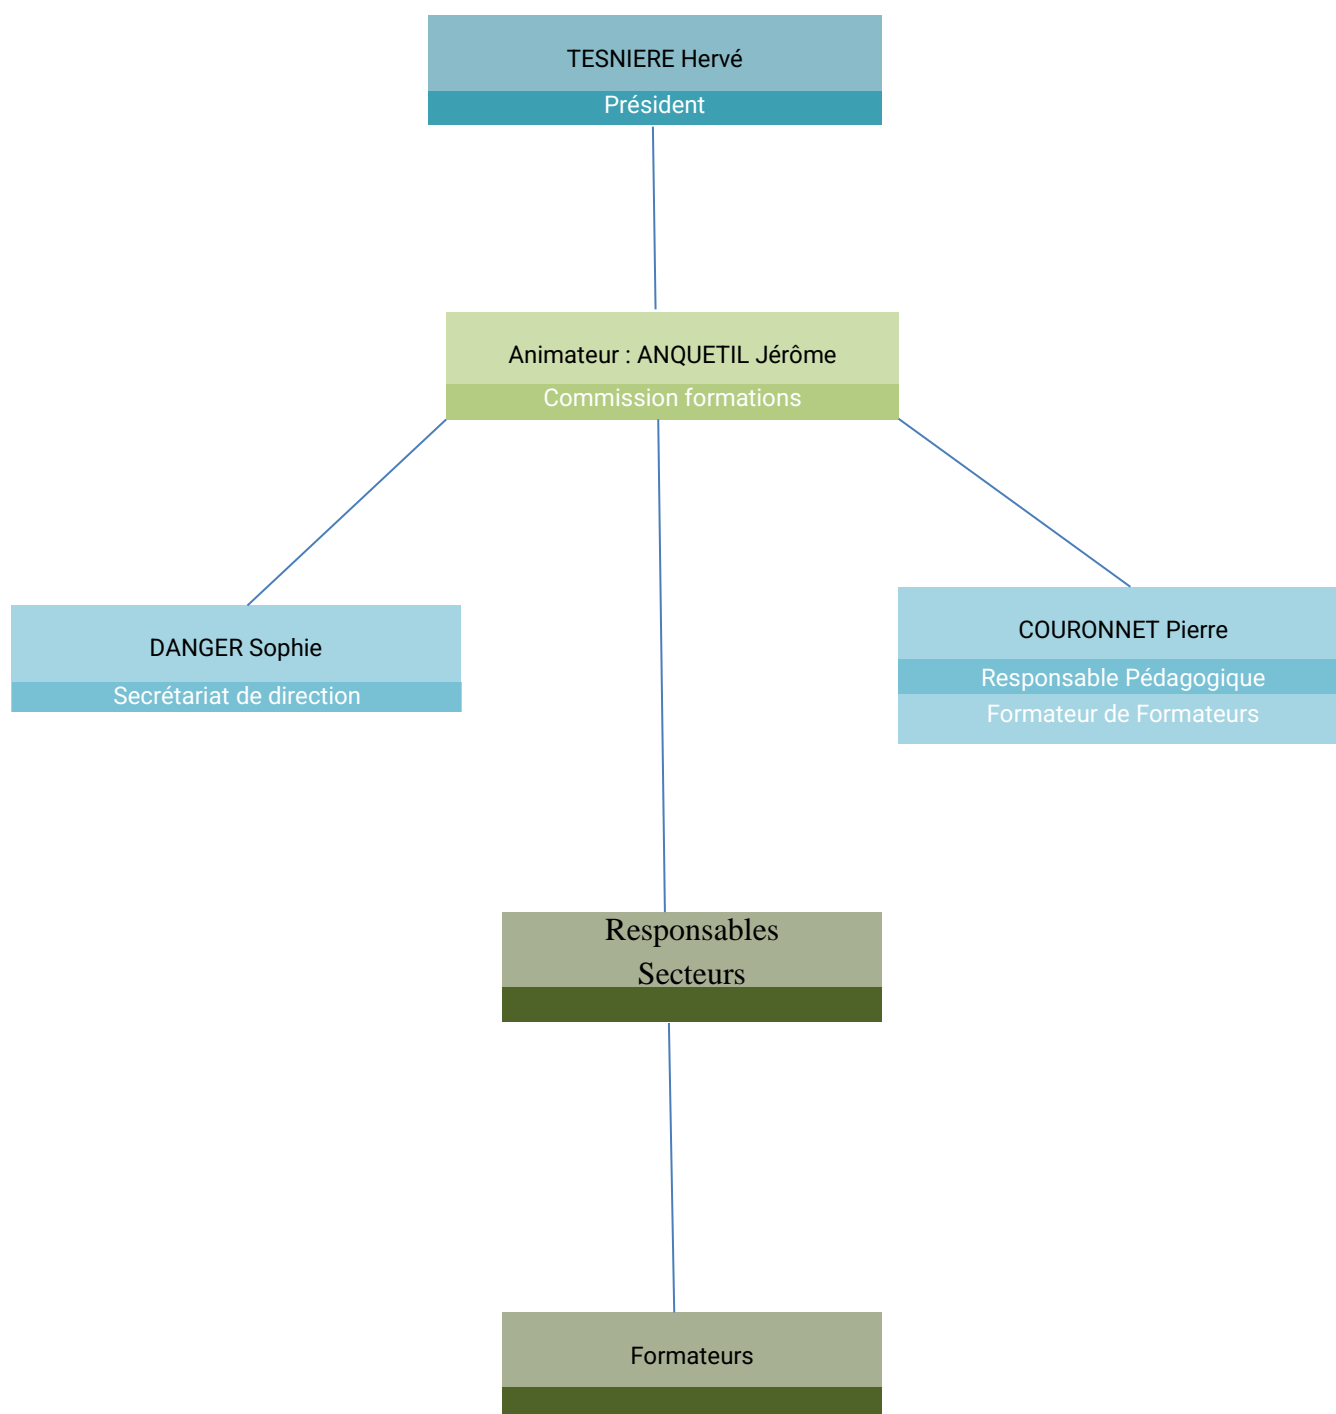 TESNIERE Hervé
Président
Animateur : ANQUETIL Jérôme
Commission formations
DANGER Sophie
Secrétariat de direction
COURONNET Pierre
Responsable Pédagogique
Formateur de Formateurs
Responsables
Secteurs
Formateurs